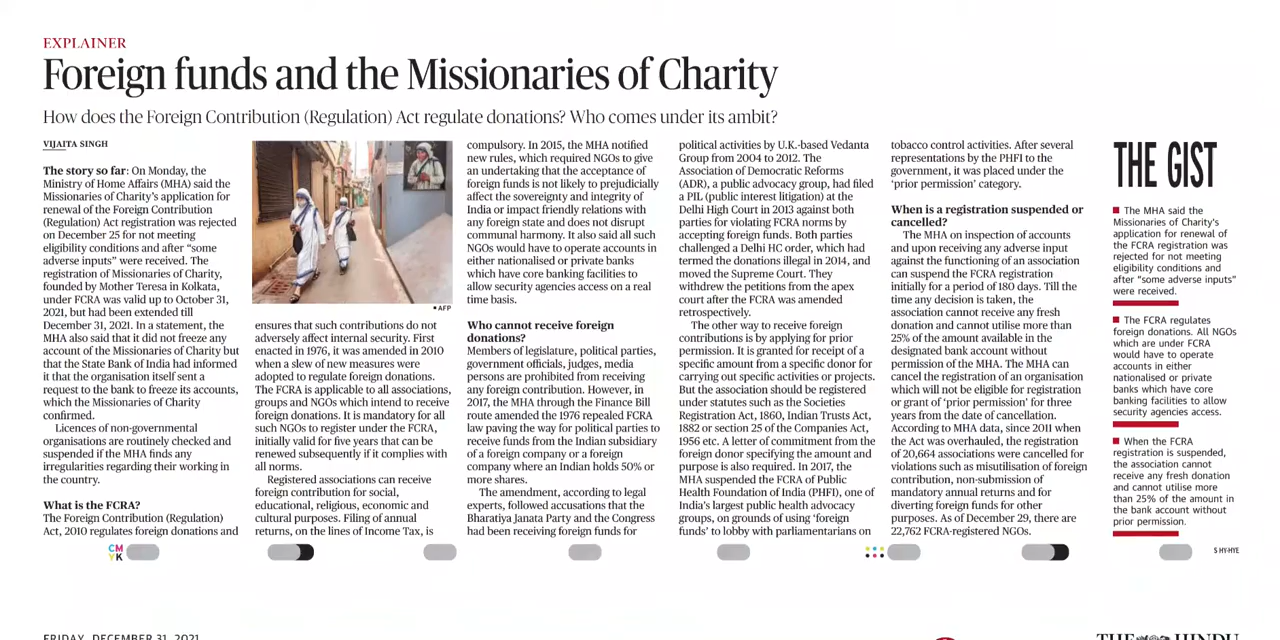 EXPLAINER
Foreign funds and the Missionaries of Charity
How does the Foreign Contribution (Regulation) Act regulate donations? Who comes under its ambit?
VIJAITA SINGH
The story so far: On Monday, the
Ministry of Home Affairs (MHA) said the
Missionaries of Charity's application for
renewal of the Foreign Contribution
(Regulation) Act registration was rejected
on December 25 for not meeting
eligibility conditions and after "some
adverse inputs" were received. The
registration of Missionaries of Charity,
founded by Mother Teresa in Kolkata,
under FCRA was valid up to October 31,
2021, but had been extended till
December 31, 2021. In a statement, the
MHA also said that it did not freeze any
account of the Missionaries of Charity but
that the State Bank of India had informed
it that the organisation itself sent a
request to the bank to freeze its accounts,
which the Missionaries of Charity
confirmed.
Licences of non-governmental
organisations are routinely checked and
suspended if the MHA finds any
irregularities regarding their working in
the country.
What is the FCRA?
The Foreign Contribution (Regulation)
Act, 2010 regulates foreign donations and
AFP
ensures that such contributions do not
adversely affect internal security. First
enacted in 1976, it was amended in 2010
when a slew of new measures were
adopted to regulate foreign donations.
The FCRA is applicable to all associations,
groups and NGOs which intend to receive
foreign donations. It is mandatory for all
such NGOs to register under the FCRA,
initially valid for five years that can be
renewed subsequently if it complies with
all norms.
Registered associations can receive
foreign contribution for social,
educational, religious, economic and
cultural purposes. Filing of annual
returns, on the lines of Income Tax, is
compulsory. In 2015, the MHA notified
new rules, which required NGOs to give
an undertaking that the acceptance of
foreign funds is not likely to prejudicially
affect the sovereignty and integrity of
India or impact friendly relations with
any foreign state and does not disrupt
communal harmony. It also said all such
NGOs would have to operate accounts in
either nationalised or private banks
which have core banking facilities to
allow security agencies access on a real
time basis.
Who cannot receive foreign
donations?
Members of legislature, political parties,
government officials, judges, media
persons are prohibited from receiving
any foreign contribution. However, in
2017, the MHA through the Finance Bill
route amended the 1976 repealed FCRA
law paving the way for political parties to
receive funds from the Indian subsidiary
of a foreign company or a foreign
company where an Indian holds 50% or
more shares.
The amendment, according to legal
experts, followed accusations that the
Bharatiya Janata Party and the Congress
had been receiving foreign funds for
political activities by U.K.-based Vedanta
Group from 2004 to 2012. The
Association of Democratic Reforms
(ADR), a public advocacy group, had filed
a PIL (public interest litigation) at the
Delhi High Court in 2013 against both
parties for violating FCRA norms by
accepting foreign funds. Both parties
challenged a Delhi HC order, which had
termed the donations illegal in 2014, and
moved the Supreme Court. They
withdrew the petitions from the apex
court after the FCRA was amended
retrospectively.
The other way to receive foreign
contributions is by applying for prior
permission. It is granted for receipt of a
specific amount from a specific donor for
carrying out specific activities or projects.
But the association should be registered
under statutes such as the Societies
Registration Act, 1860, Indian Trusts Act,
1882 or section 25 of the Companies Act,
1956 etc. A letter of commitment from the
foreign donor specifying the amount and
purpose is also required. In 2017, the
MHA suspended the FCRA of Public
Health Foundation of India (PHFI), one of
India's largest public health advocacy
groups, on grounds of using 'foreign
funds' to lobby with parliamentarians on
tobacco control activities. After several
representations by the PHFI to the
government, it was placed under the
'prior permission' category.
When is a registration suspended or
cancelled?
The MHA on inspection of accounts
and upon receiving any adverse input
against the functioning of an association
can suspend the FCRA registration
initially for a period of 180 days. Till the
time any decision is taken, the
association cannot receive any fresh
donation and cannot utilise more than
25% of the amount available in the
designated bank account without
permission of the MHA. The MHA can
cancel the registration of an organisation
which will not be eligible for registration
or grant of 'prior permission' for three
years from the date of cancellation.
According to MHA data, since 2011 when
the Act was overhauled, the registration
of 20,664 associations were cancelled for
violations such as misutilisation of foreign
contribution, non-submission of
mandatory annual returns and for
diverting foreign funds for other
purposes. As of December 29, there are
22,762 FCRA-registered NGOs.
THE GIST
The MHA said the
Missionaries of Charity's
application for renewal of
the FCRA registration was
rejected for not meeting
eligibility conditions and
after "some adverse inputs"
were received.
The FCRA regulates
foreign donations. All NGOs
which are under FCRA
would have to operate
accounts in either
nationalised or private
banks which have core
banking facilities to allow
security agencies access.
When the FCRA
registration is suspended,
the association cannot
receive any fresh donation
and cannot utilise more
than 25% of the amount in
the bank account without
prior permission.
CM
YK
S HY-HYE
FRIDAY, DECEMBER 31, 2021
THE HINDU